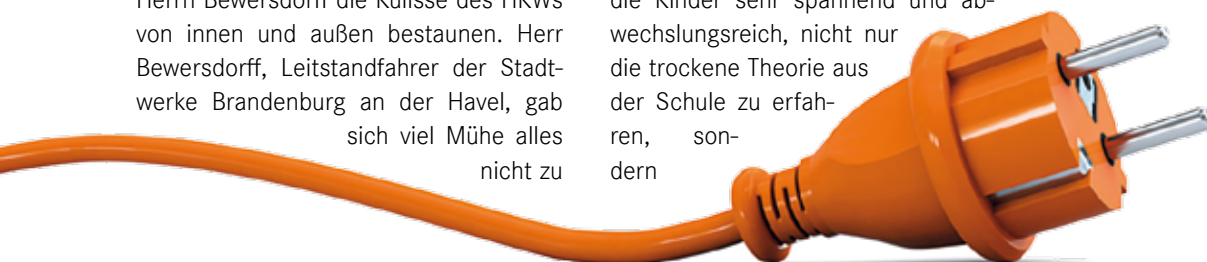 Herrn Bewersdorff die Kulisse des HKWs
von innen und außen bestaunen. Herr
Bewersdorff, Leitstandfahrer der Stadt-
werke Brandenburg an der Havel, gab
sich viel Mühe alles
nicht zu
die Kinder sehr spannend und ab-
wechslungsreich, nicht nur
die trockene Theorie aus
der Schule zu erfah-
ren, son-
dern